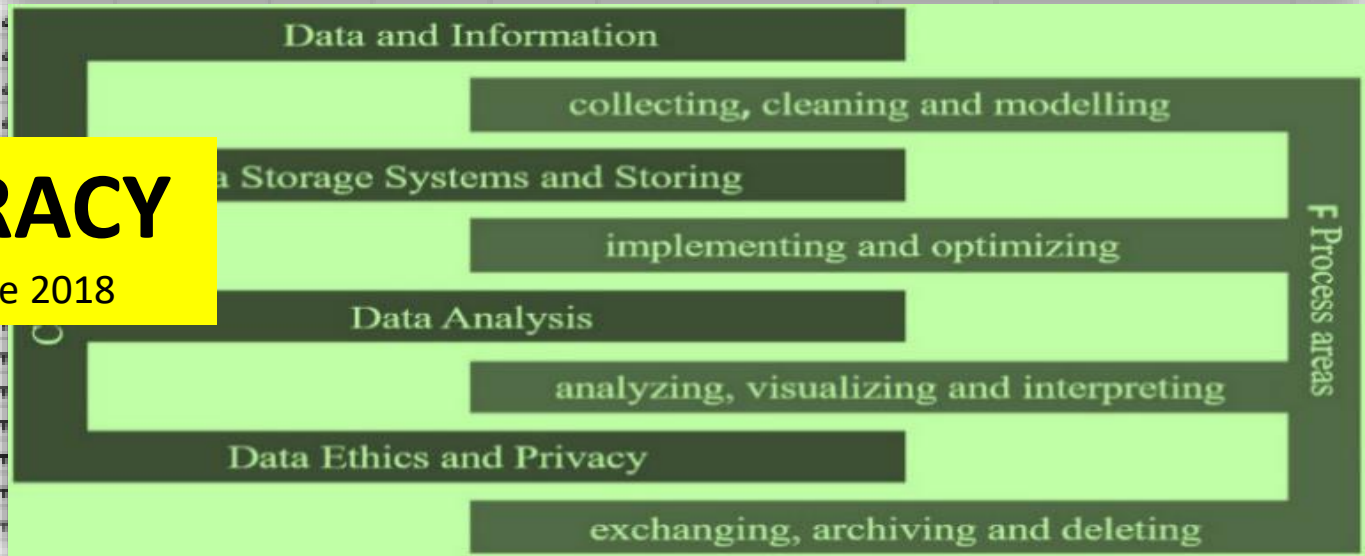 Data and Information
collecting, cleaning and modelling
RACY
a Storage Systems and Storing
implementing and optimizing
e 2018
Data Analysis
analyzing, visualizing and interpreting
Data Ethics and Privacy
exchanging, archiving and deleting
F Process areas